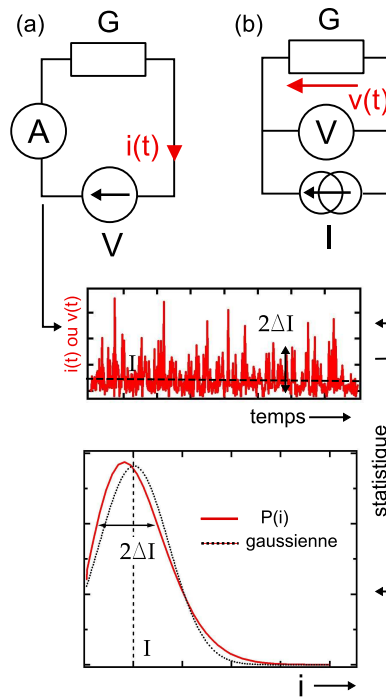 (a)
G
A
i(t)
V
(b)
G
v(t)
V
I
i(t) ou v(t)
2ΔI
I
temps
statistique
P(i)
gaussienne
2ΔI
I
i